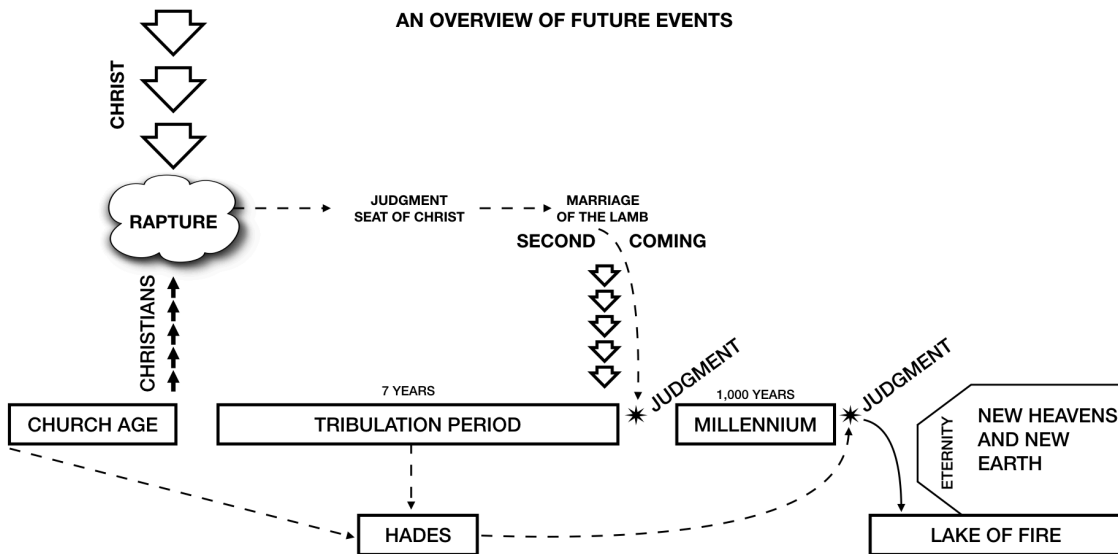 AN OVERVIEW OF FUTURE EVENTS
CHRIST
RAPTURE
JUDGMENT
SEAT OF CHRIST
MARRIAGE
OF THE LAMB
SECOND COMING
CHRISTIANS
JUDGMENT
JUDGMENT
7 YEARS
1,000 YEARS
CHURCH AGE
TRIBULATION PERIOD
MILLENNIUM
ETERNITY
NEW HEAVENS
AND NEW
EARTH
HADES
LAKE OF FIRE